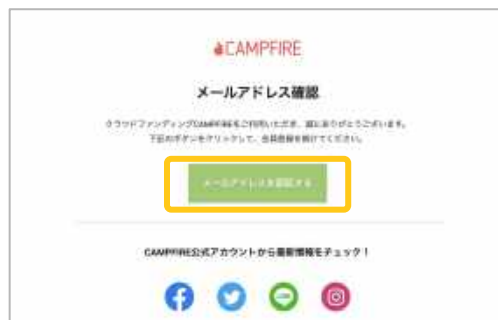 CAMPFIRE
メールアドレス確認
クラウドファンディングCAMPFIREをご利用いただき、誠にありがとうございます。
下記のボタンをクリックして、会員登録を続けてください。
メールアドレスを認証する
CAMPFIRE公式アカウントから最新情報をチェック！